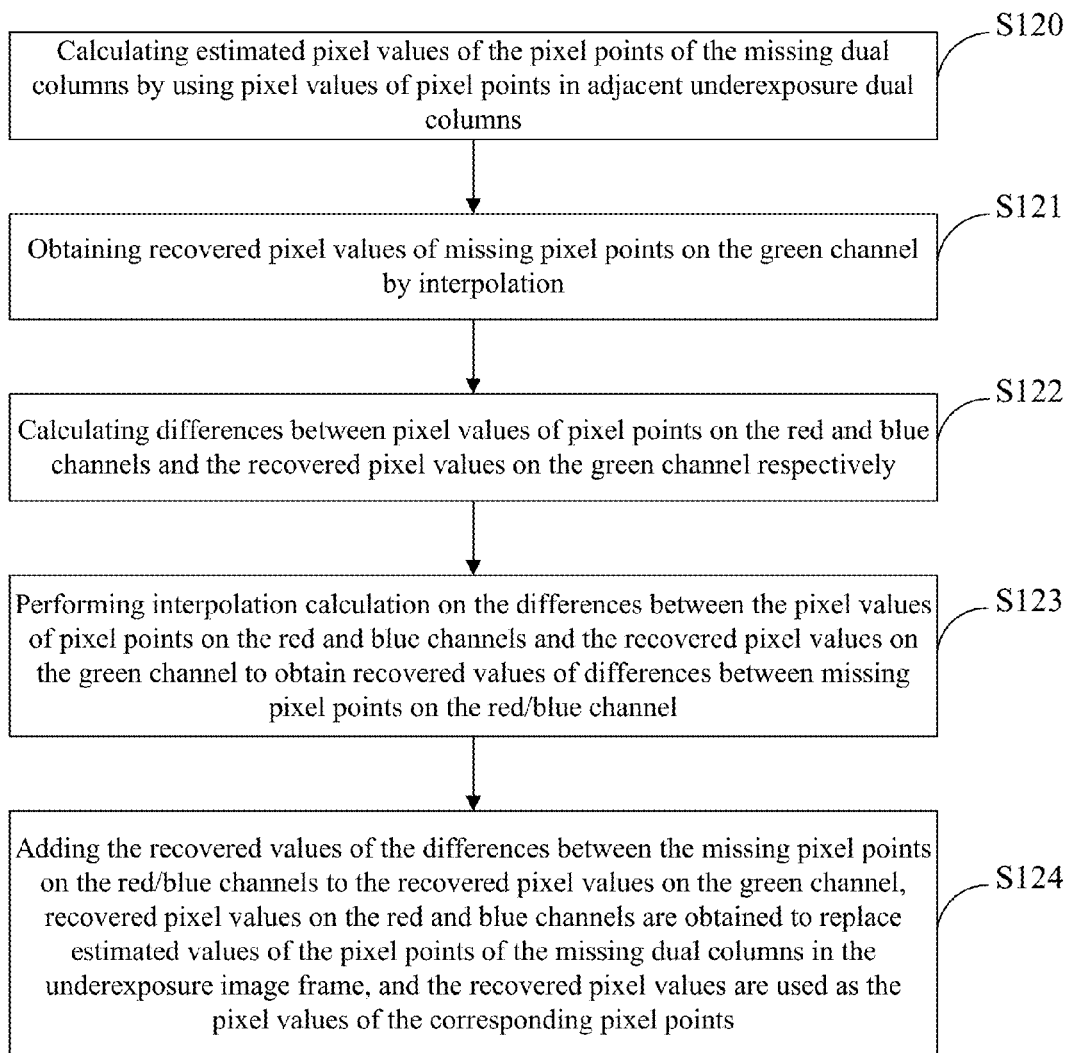 S120
Calculating estimated pixel values of the pixel points of the missing dual
columns by using pixel values of pixel points in adjacent underexposure dual
columns
S121
Obtaining recovered pixel values of missing pixel points on the green channel
by interpolation
S122
Calculating differences between pixel values of pixel points on the red and blue
channels and the recovered pixel values on the green channel respectively
S123
Performing interpolation calculation on the differences between the pixel values
of pixel points on the red and blue channels and the recovered pixel values on
the green channel to obtain recovered values of differences between missing
pixel points on the red/blue channel
S124
Adding the recovered values of the differences between the missing pixel points
on the red/blue channels to the recovered pixel values on the green channel,
recovered pixel values on the red and blue channels are obtained to replace
estimated values of the pixel points of the missing dual columns in the
underexposure image frame, and the recovered pixel values are used as the
pixel values of the corresponding pixel points